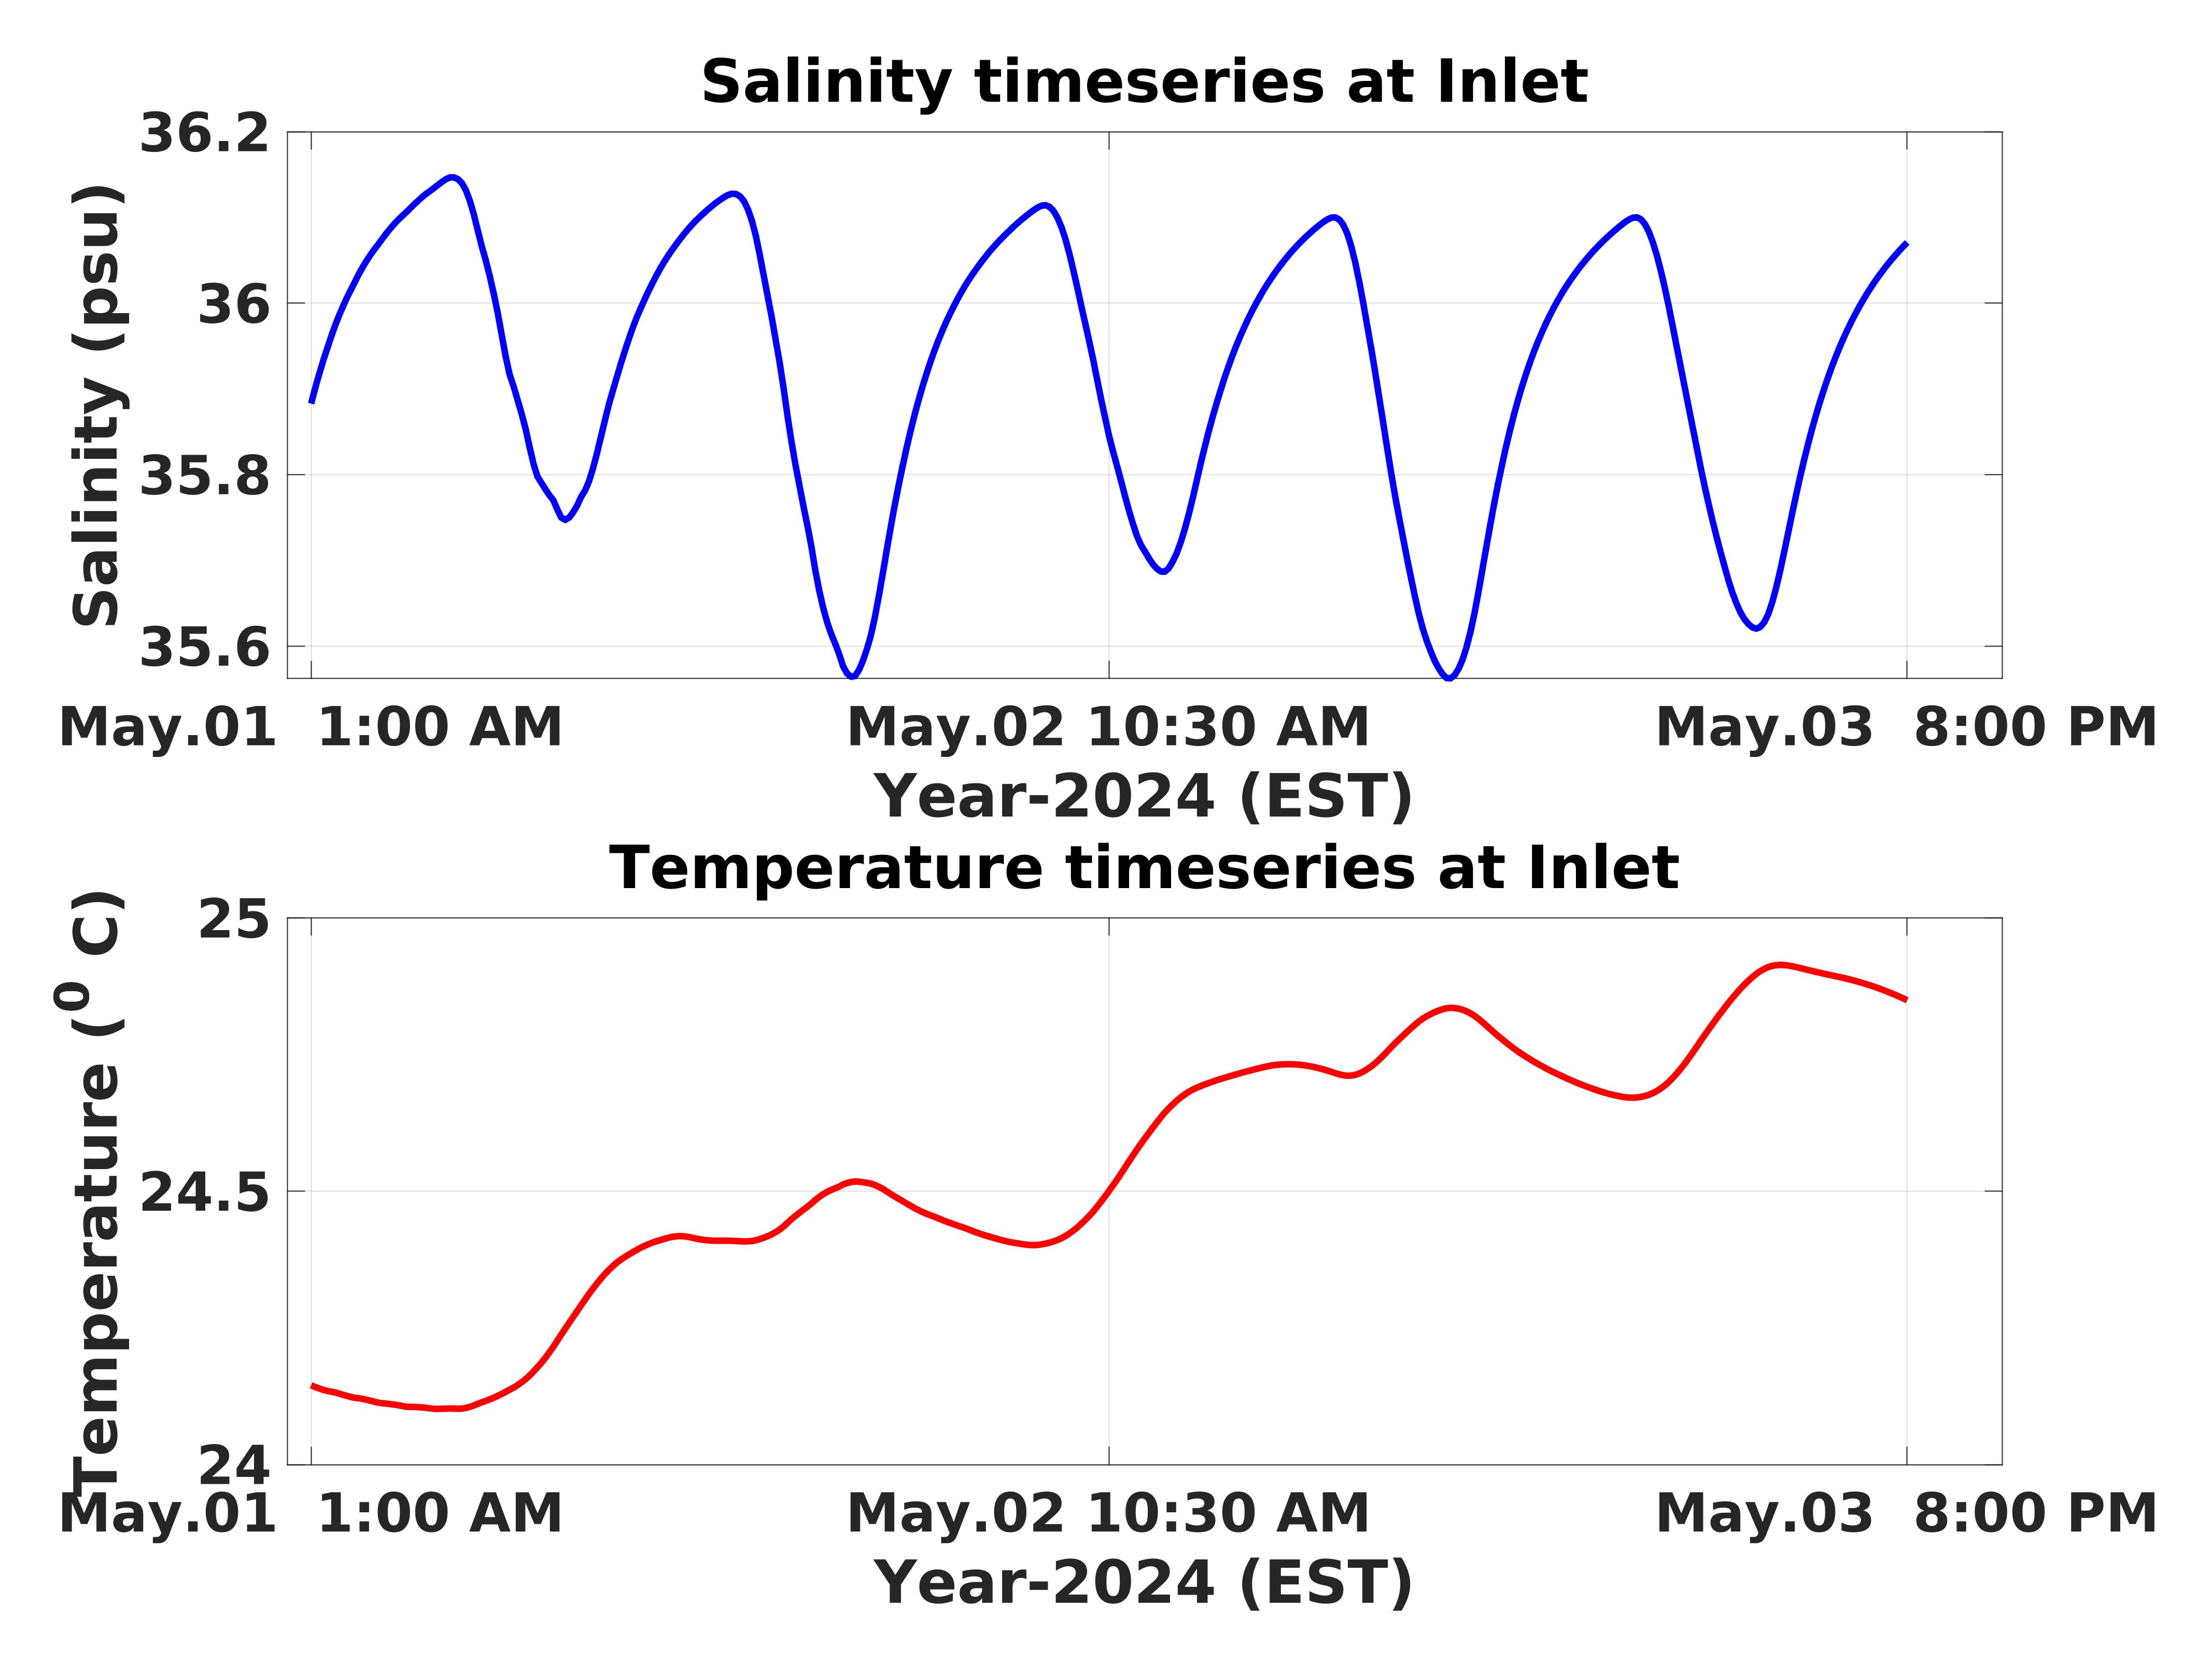 Salinity timeseries at Inlet
Salinity (psu)
36.2
36
35.8
35.6
May.01  1:00 AM
May.02 10:30 AM
May.03  8:00 PM
Year-2024 (EST)
Temperature timeseries at Inlet
Temperature (⁰ C)
25
24.5
24
May.01  1:00 AM
May.02 10:30 AM
May.03  8:00 PM
Year-2024 (EST)